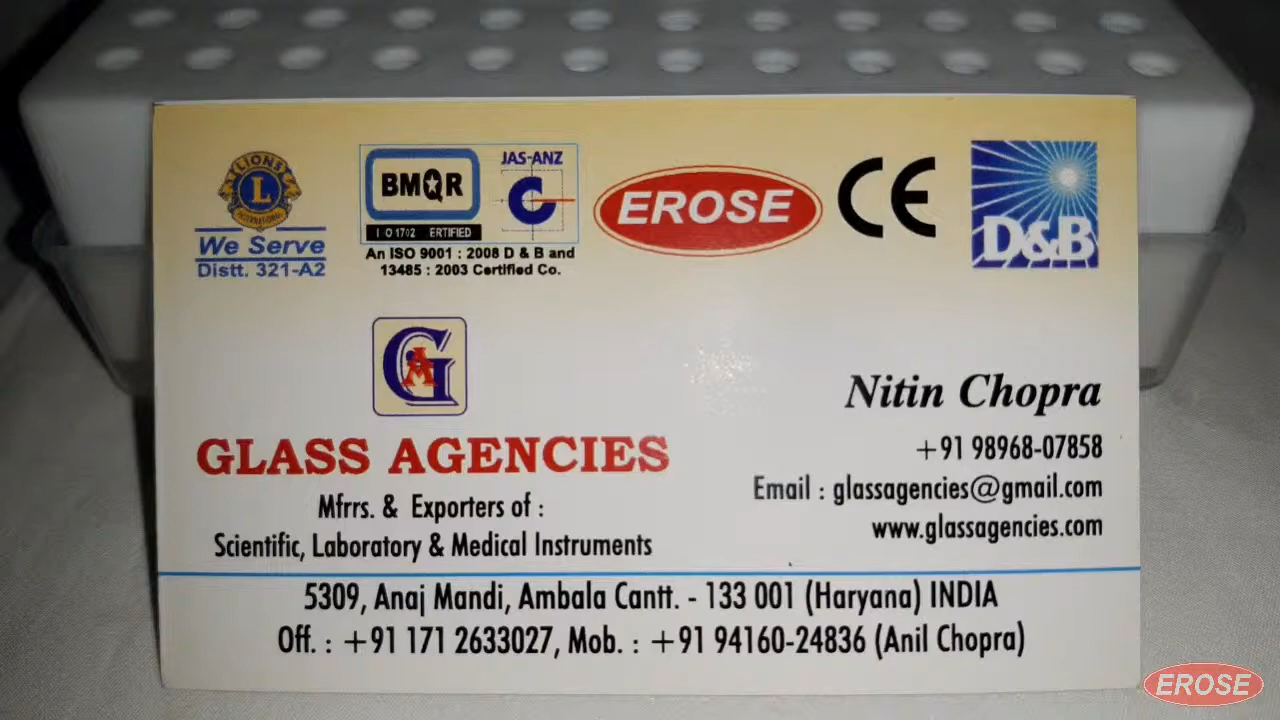 LIONS
L
INTERNATIONAL
We Serve
Distt. 321-A2
BMQR
CERTIFIED
JAS-ANZ
An ISO 9001 : 2008 D & B and
13485 : 2003 Certified Co.
EROSE
CE
D&B
GAM
GLASS AGENCIES
Mfrrs. & Exporters of :
Scientific, Laboratory & Medical Instruments
Nitin Chopra
+91 98968-07858
Email : glassagencies@gmail.com
www.glassagencies.com
5309, Anaj Mandi, Ambala Cantt. - 133 001 (Haryana) INDIA
Off. : +91 171 2633027, Mob. : +91 94160-24836 (Anil Chopra)
EROSE